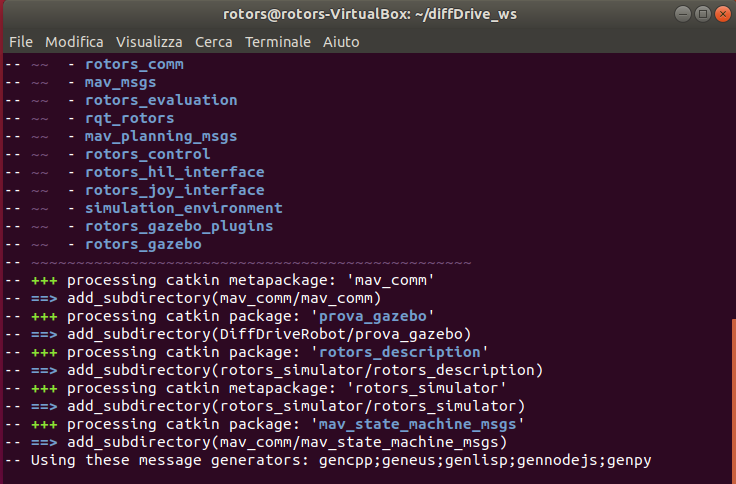 rotors@rotors-VirtualBox: ~/diffDrive_ws
File Modifica Visualizza Cerca Terminale Aiuto
-- ~~  - rotors_comm
-- ~~  - mav_msgs
-- ~~  - rotors_evaluation
-- ~~  - rqt_rotors
-- ~~  - mav_planning_msgs
-- ~~  - rotors_control
-- ~~  - rotors_hil_interface
-- ~~  - rotors_joy_interface
-- ~~  - simulation_environment
-- ~~  - rotors_gazebo_plugins
-- ~~  - rotors_gazebo
-- ~~~~~~~~~~~~~~~~~~~~~~~~~~~~~~~~~~~~~~~~~~~~~~~~~
-- +++ processing catkin metapackage: 'mav_comm'
-- ==> add_subdirectory(mav_comm/mav_comm)
-- +++ processing catkin package: 'prova_gazebo'
-- ==> add_subdirectory(DiffDriveRobot/prova_gazebo)
-- +++ processing catkin package: 'rotors_description'
-- ==> add_subdirectory(rotors_simulator/rotors_description)
-- +++ processing catkin metapackage: 'rotors_simulator'
-- ==> add_subdirectory(rotors_simulator/rotors_simulator)
-- +++ processing catkin package: 'mav_state_machine_msgs'
-- ==> add_subdirectory(mav_comm/mav_state_machine_msgs)
-- Using these message generators: gencpp;geneus;genlisp;gennodejs;genpy